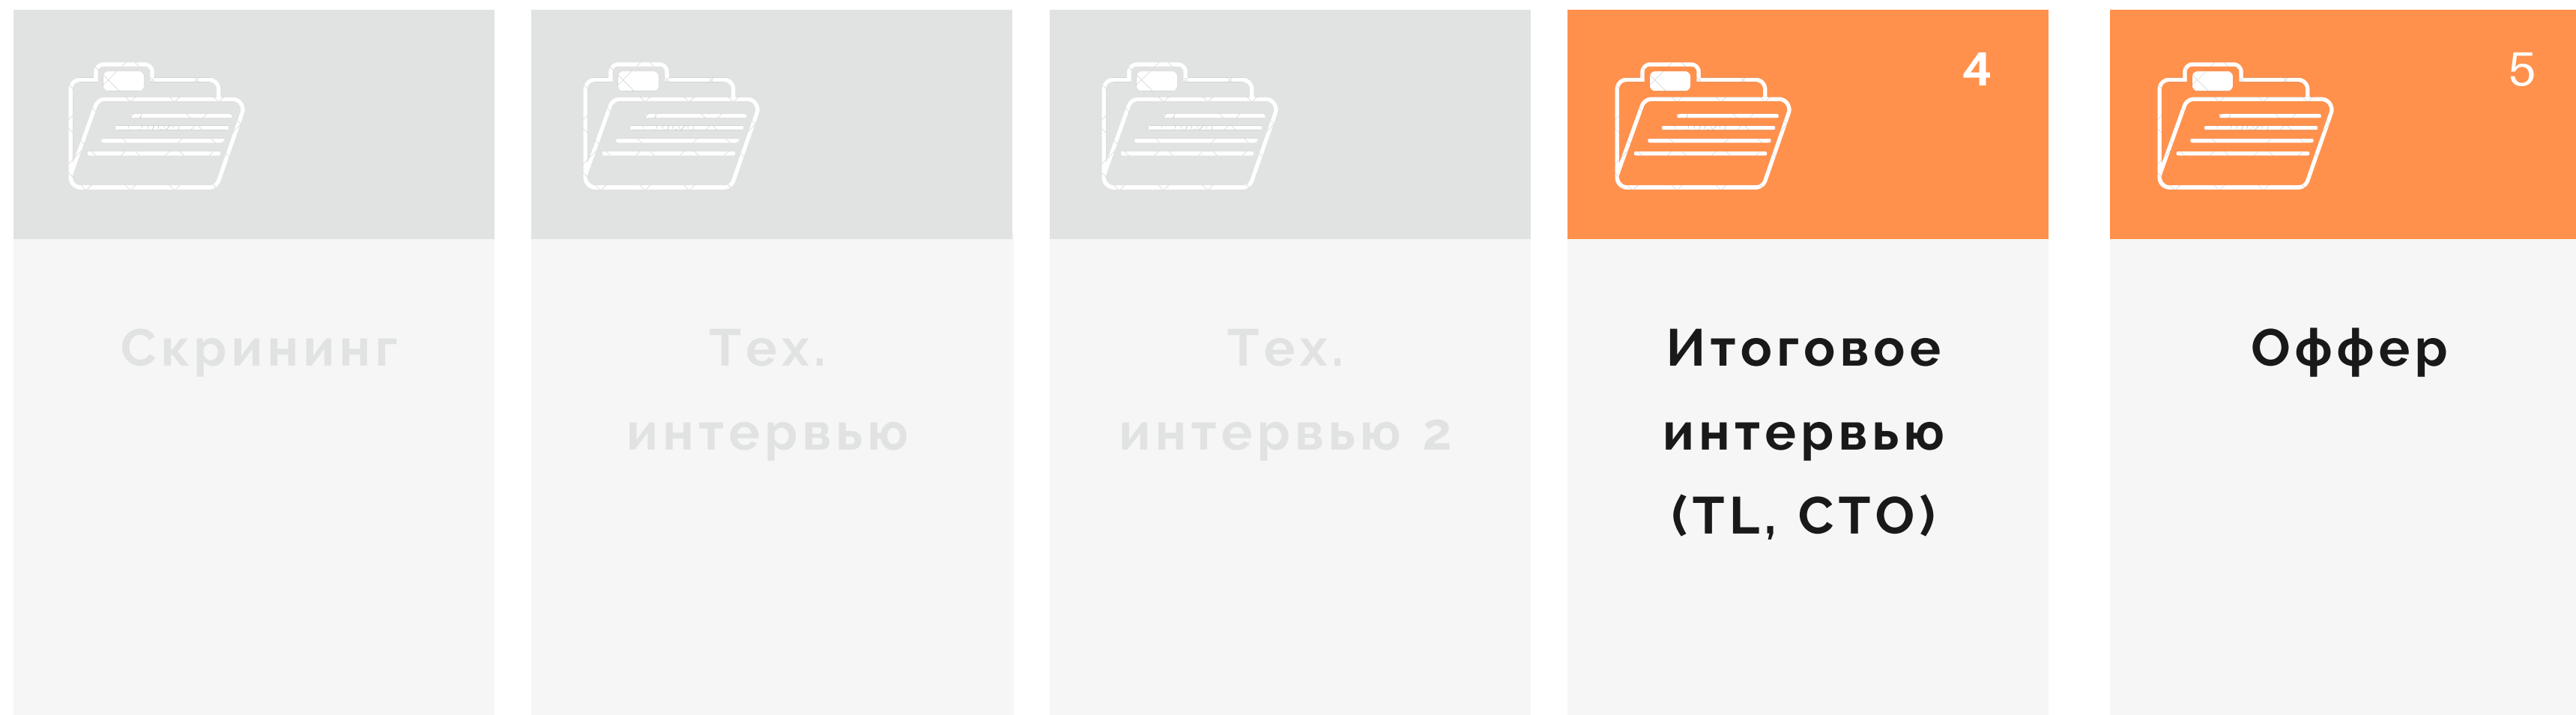 Скрининг
Тех.
интервью
Тех.
интервью 2
4
Итоговое
интервью
(TL, CTO)
5
Оффер